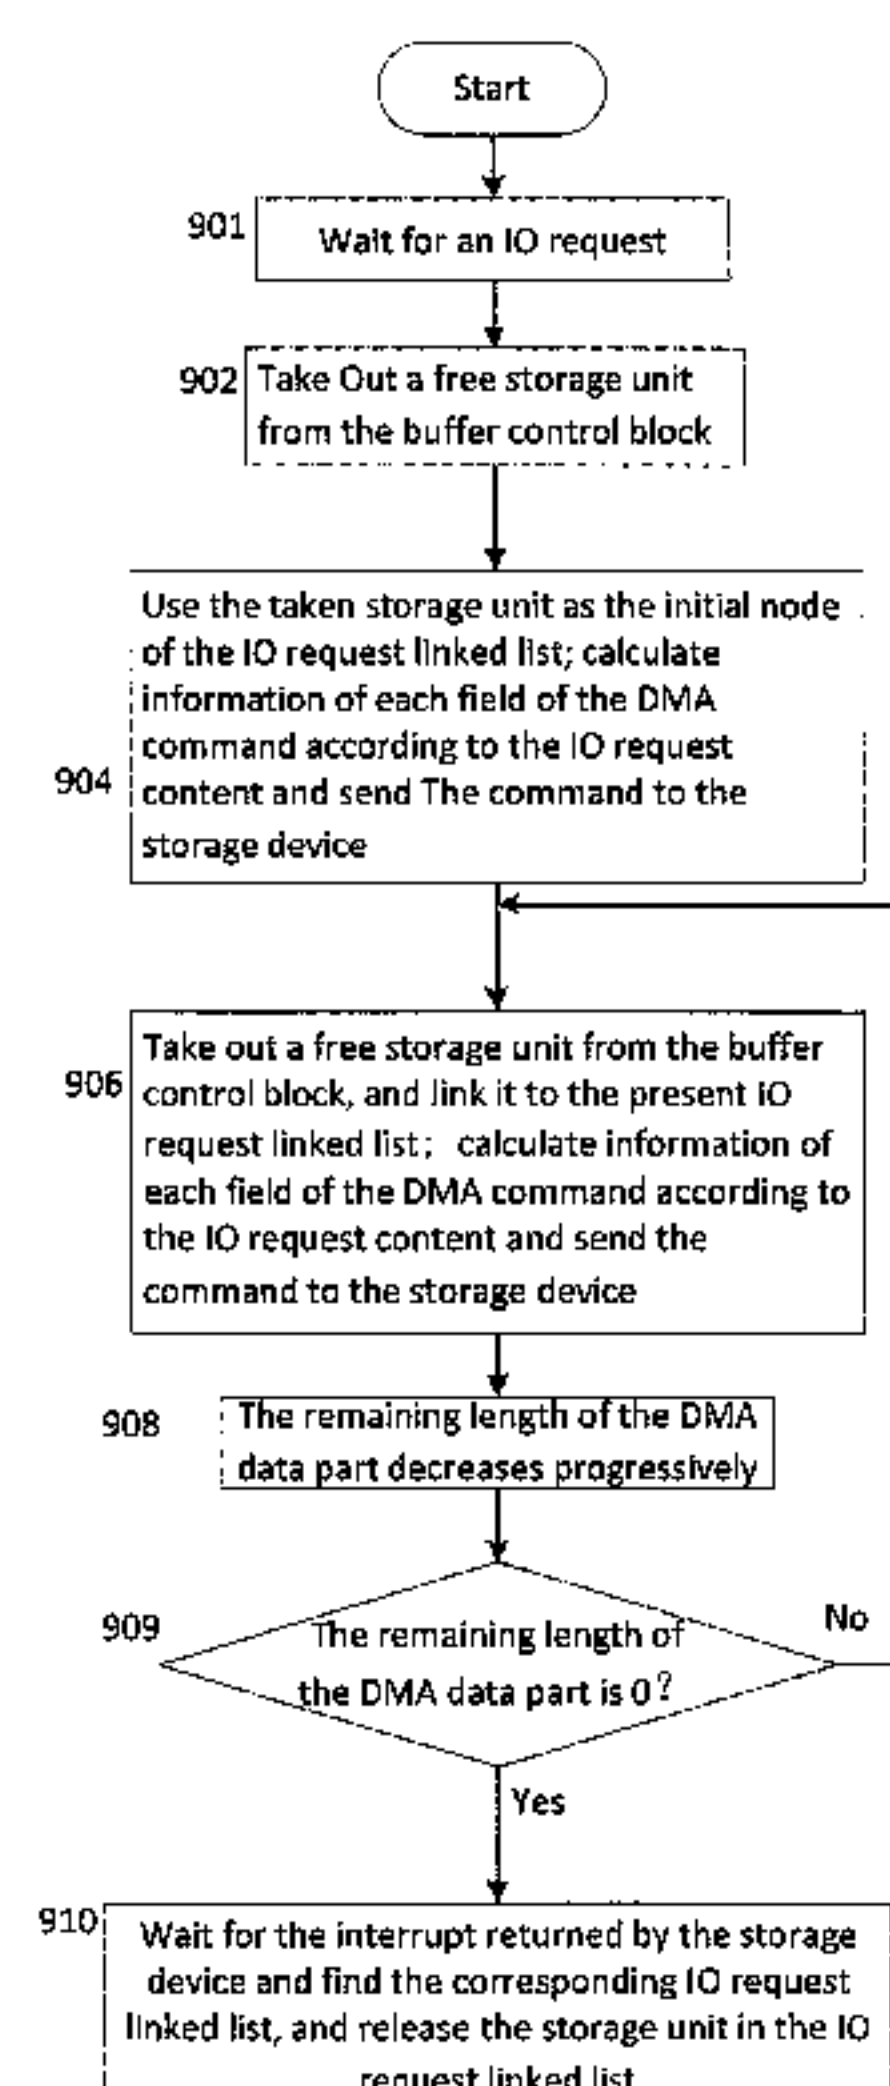 Start
901
Wait for an IO request
902
Take Out a free storage unit
from the buffer control block
Use the taken storage unit as the initial node
of the IO request linked list; calculate
information of each field of the DMA
command according to the IO request
904
content and send The command to the
storage device
Take out a free storage unit from the buffer
906
control block, and link it to the present IO
request linked list; calculate information of
each field of the DMA command according to
the IO request content and send the
command to the storage device
908
The remaining length of the DMA
data part decreases progressively
909
The remaining length of
the DMA data part is 0?
No
Yes
910
Wait for the interrupt returned by the storage
device and find the corresponding IO request
linked list, and release the storage unit in the IO
request linked list